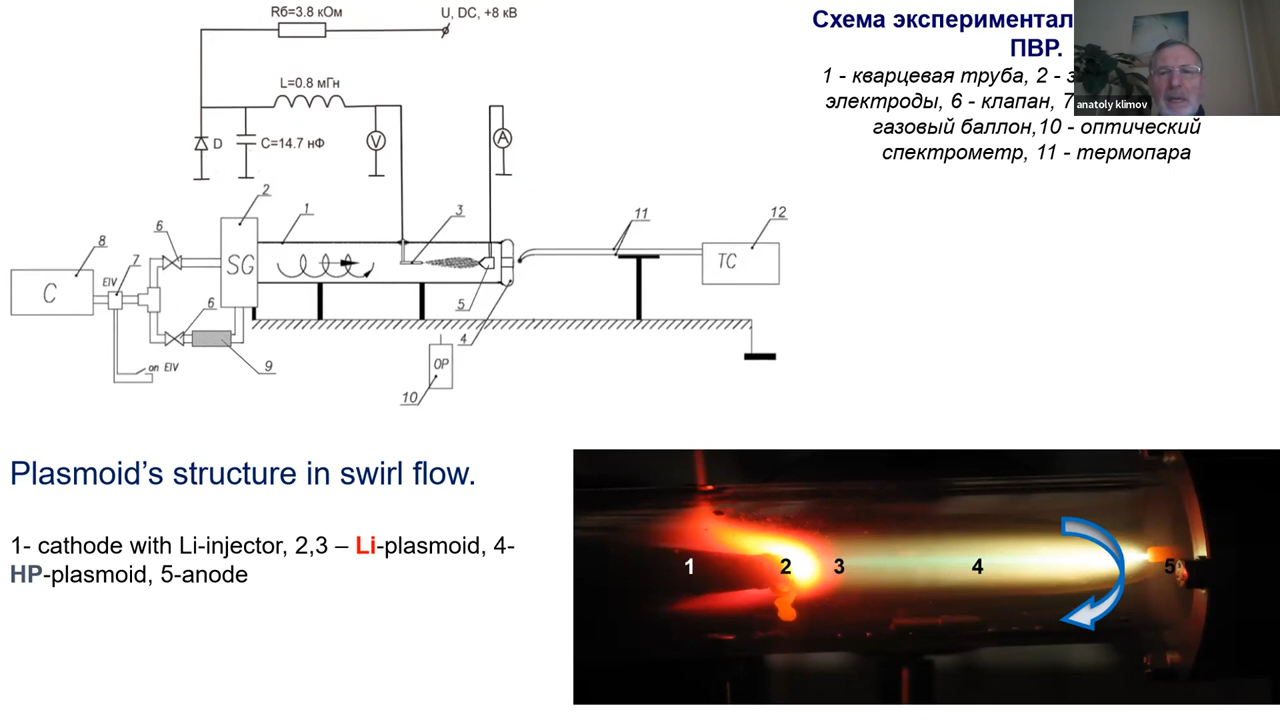 Rб=3.8 кОм
U, DC, +8 кВ
L=0.8 мГн
D
C=14.7 нФ
V
A
Схема экспериментал
ПВР.
1 - кварцевая труба, 2 -
электроды, 6 - клапан, 7
газовый баллон,10 - оптический
спектрометр, 11 - термопара
anatoly klimov
2
1
3
11
12
6
8
7
C
EIV
SG
TC
5
6
4
on EIV
9
OP
10
Plasmoid's structure in swirl flow.
1- cathode with Li-injector, 2,3 – Li-plasmoid, 4-
HP-plasmoid, 5-anode
1 2 3 4 5